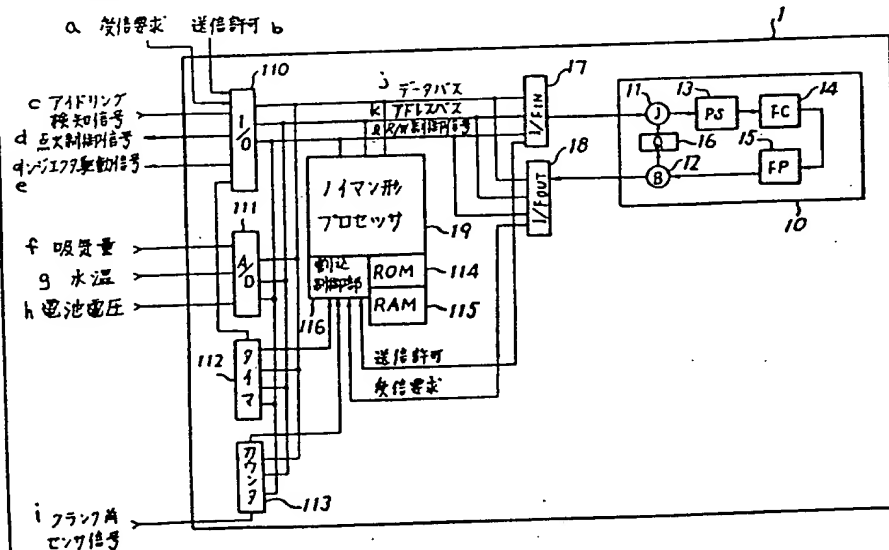 1
a 受信要求 送信許可 b
110
c アイドリング
検知信号
d 点火制御信号
d ンジェクタ駆動信号
e
I/O
j データバス
k アドレスバス
l R/W制御信号
17
I/F IN
18
I/F OUT
11
J
13
PS
14
FC
15
FP
16
Q
12
B
10
ノイマン形
プロセッサ
19
割込
制御部
116
ROM
114
RAM
115
111
A/D
f 吸気量
g 水温
h 電池電圧
112
タイマ
送信許可
受信要求
カウンタ
113
i クランク角
センサ信号